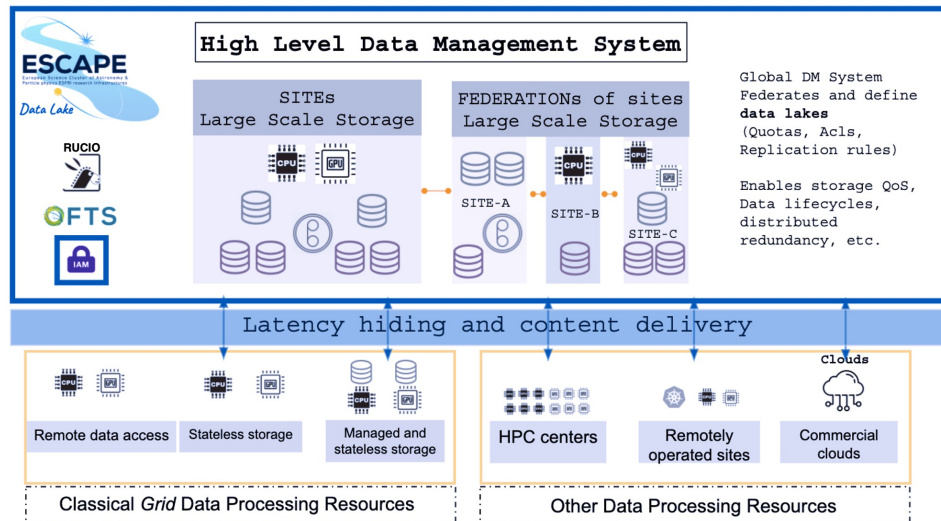 High Level Data Management System
ESCAPE
European Science Cluster of Astronomy &
Particle physics ESFRI research infrastructures
Data Lake
RUCIO
FTS
IAM
SITEs
Large Scale Storage
CPU
GPU
FEDERATIONs of sites
Large Scale Storage
CPU
CPU
GPU
SITE-A
SITE-B
SITE-C
Global DM System
Federates and define
data lakes
(Quotas, Acls,
Replication rules)
Enables storage QoS,
Data lifecycles,
distributed
redundancy, etc.
Latency hiding and content delivery
CPU
GPU
Remote data access
CPU
GPU
Stateless storage
CPU
GPU
Managed and
stateless storage
HPC centers
CPU
GPU
Remotely
operated sites
Clouds
Commercial
clouds
Classical Grid Data Processing Resources
Other Data Processing Resources